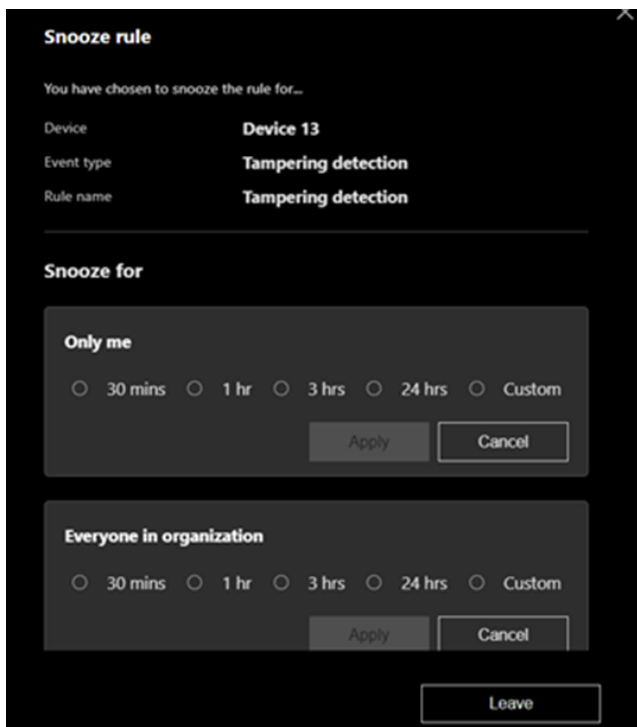 Snooze rule
You have chosen to snooze the rule for...
Device Device 13
Event type Tampering detection
Rule name Tampering detection
Snooze for
Only me
30 mins 1 hr 3 hrs 24 hrs Custom
Apply Cancel
Everyone in organization
30 mins 1 hr 3 hrs 24 hrs Custom
Apply Cancel
Leave